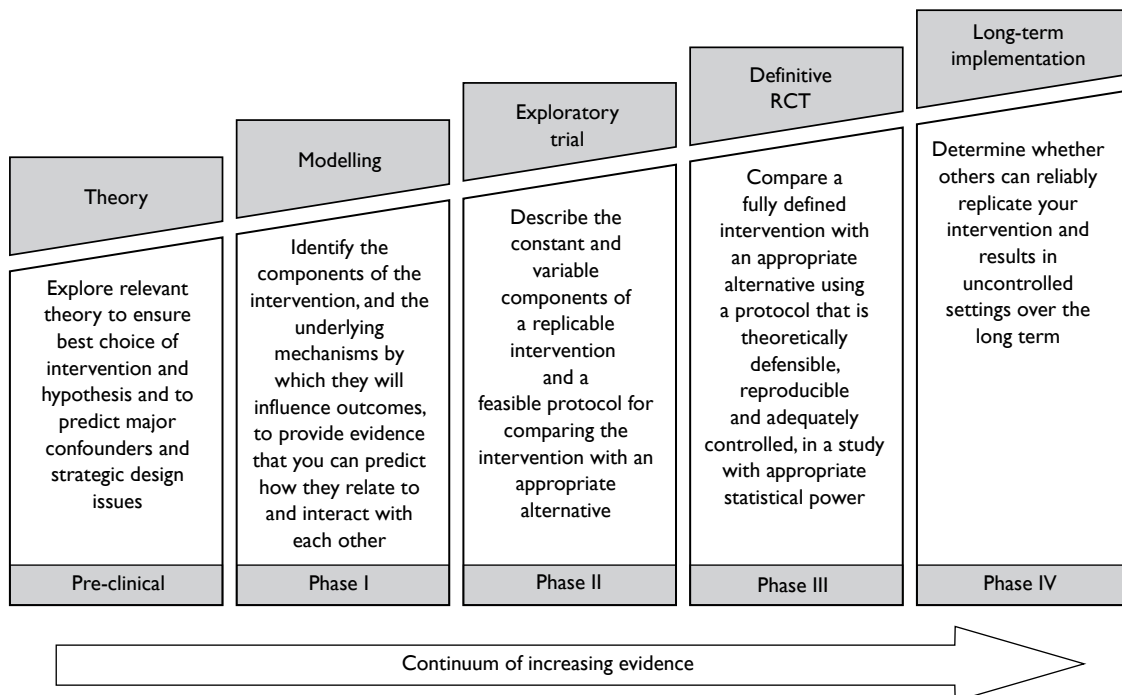 Theory
Explore relevant
theory to ensure
best choice of
intervention and
hypothesis and to
predict major
confounders and
strategic design
issues
Pre-clinical
Modelling
Identify the
components of the
intervention, and the
underlying
mechanisms by
which they will
influence outcomes,
to provide evidence
that you can predict
how they relate to
and interact with
each other
Phase I
Exploratory
trial
Describe the
constant and
variable
components of
a replicable
intervention
and a
feasible protocol for
comparing the
intervention with an
appropriate
alternative
Phase II
Definitive
RCT
Compare a
fully defined
intervention with
an appropriate
alternative using
a protocol that is
theoretically
defensible,
reproducible
and adequately
controlled, in a study
with appropriate
statistical power
Phase III
Long-term
implementation
Determine whether
others can reliably
replicate your
intervention and
results in
uncontrolled
settings over the
long term
Phase IV
Continuum of increasing evidence